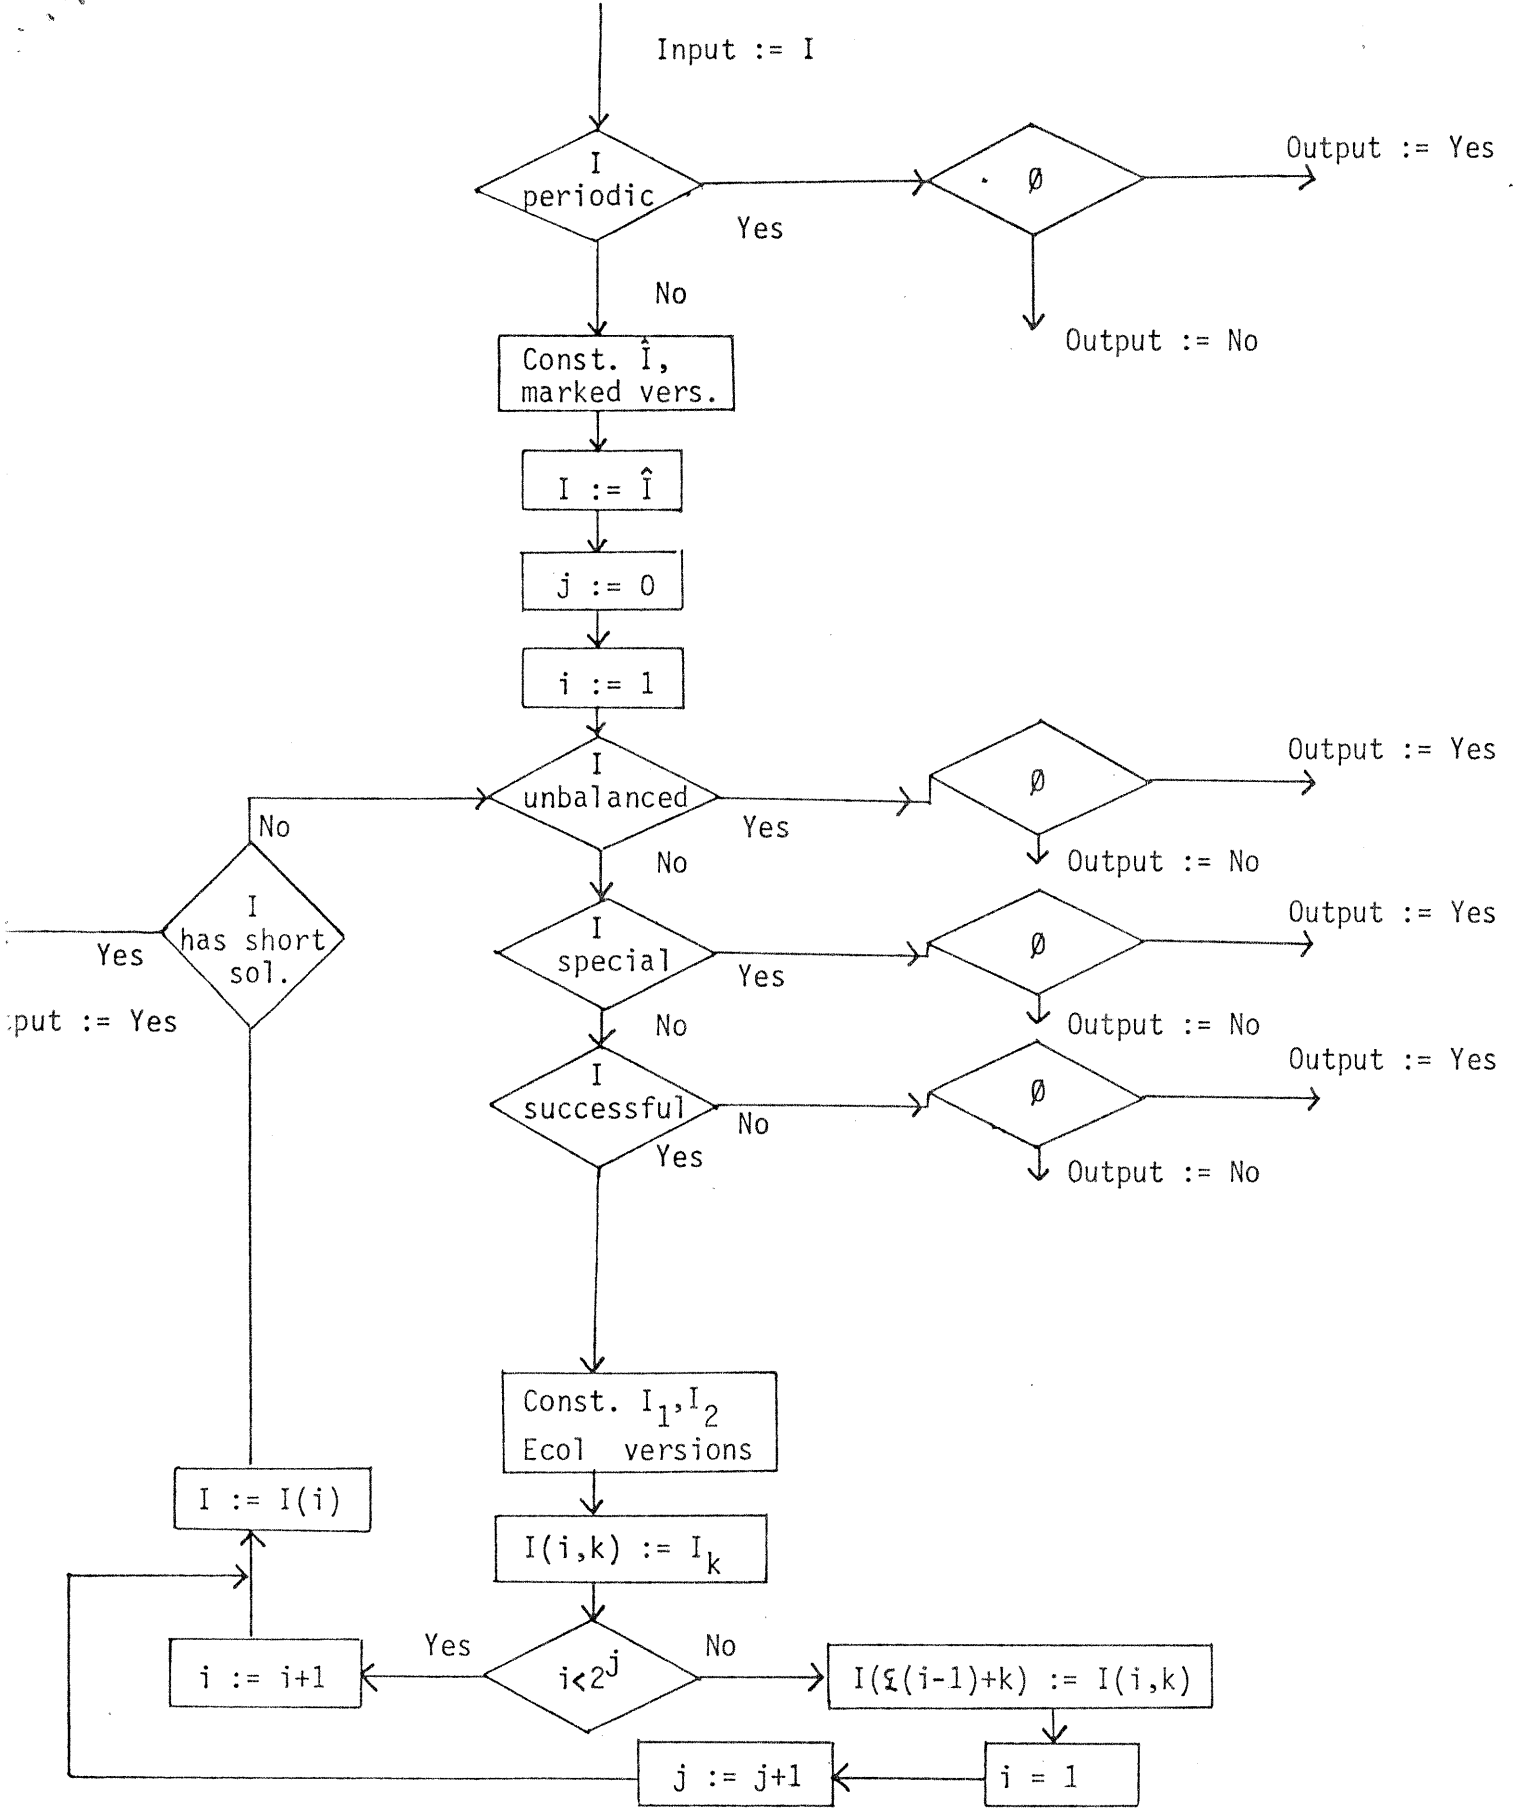 Input := I
I
periodic
Yes
Ø
Output := Yes
Output := No
No
Const. Î,
marked vers.
I := Î
j := 0
i := 1
I
unbalanced
Yes
Ø
Output := Yes
Output := No
No
I
special
Yes
Ø
Output := Yes
Output := No
No
I
successful
No
Ø
Output := Yes
Output := No
Yes
Const. I₁,I₂
Ecol versions
I(i,k) := Iₖ
i<2ʲ
Yes
No
i := i+1
I := I(i)
I
has short
sol.
No
Yes
put := Yes
I(£(i-1)+k) := I(i,k)
i = 1
j := j+1